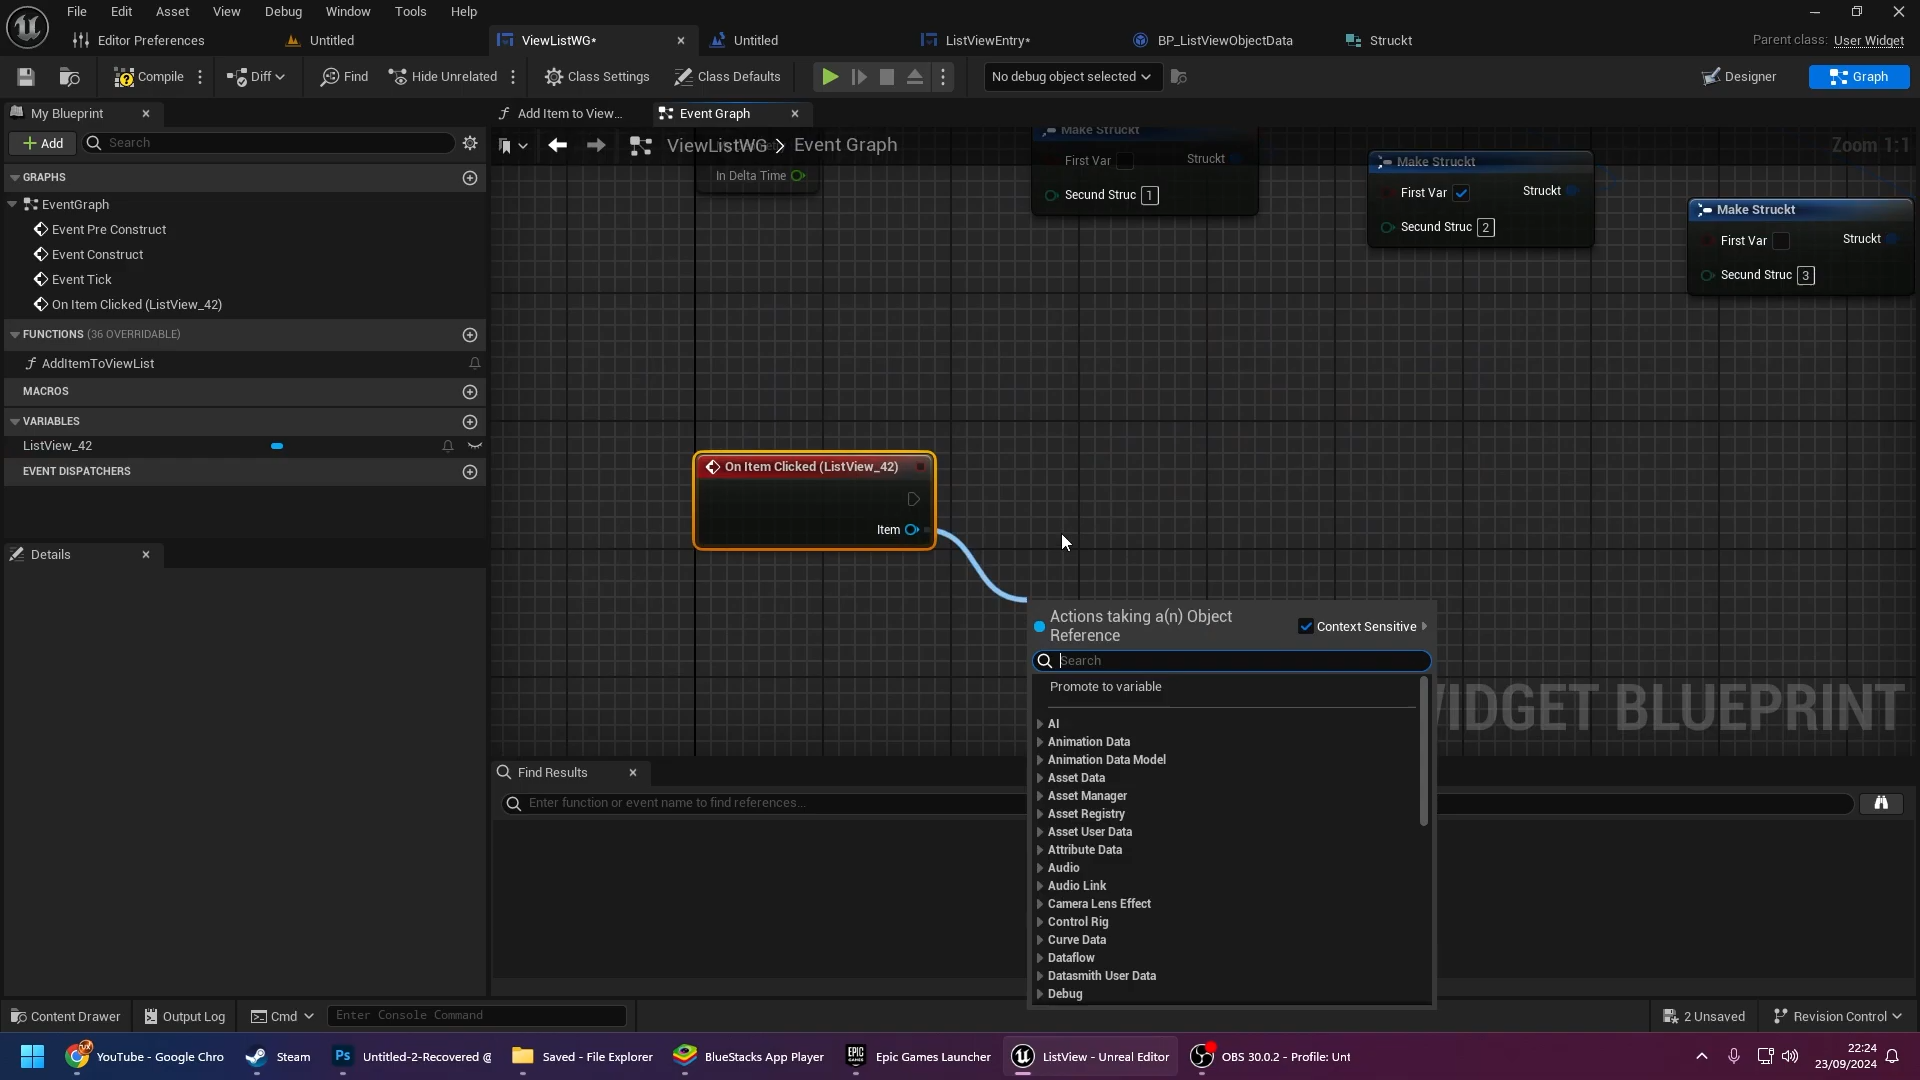 File Edit Asset View Debug Window Tools Help
Editor Preferences Untitled ViewListWG* Untitled ListViewEntry* BP_ListViewObjectData Struckt Parent class: User Widget
Compile Diff Find Hide Unrelated Class Settings Class Defaults No debug object selected Designer Graph
My Blueprint Add Item to View... Event Graph
Add Search ViewListWG > Event Graph Zoom 1:1
GRAPHS
EventGraph
Event Pre Construct
Event Construct
Event Tick
On Item Clicked (ListView_42)
FUNCTIONS (36 OVERRIDABLE)
AddItemToViewList
MACROS
VARIABLES
ListView_42
EVENT DISPATCHERS
Details
In Delta Time
Make Struckt
First Var Struckt
Secund Struc 1
Make Struckt
First Var Struckt
Secund Struc 2
Make Struckt
First Var Struckt
Secund Struc 3
On Item Clicked (ListView_42)
Item
Actions taking a(n) Object
Reference
Context Sensitive
Search
Promote to variable
AI
Animation Data
Animation Data Model
Asset Data
Asset Manager
Asset Registry
Asset User Data
Attribute Data
Audio
Audio Link
Camera Lens Effect
Control Rig
Curve Data
Dataflow
Datasmith User Data
Debug
IDGET BLUEPRINT
Find Results
Enter function or event name to find references...
Content Drawer Output Log Cmd Enter Console Command 2 Unsaved Revision Control
YouTube - Google Chro Steam Untitled-2-Recovered @ Saved - File Explorer BlueStacks App Player Epic Games Launcher ListView - Unreal Editor OBS 30.0.2 - Profile: Unt
22:24
23/09/2024